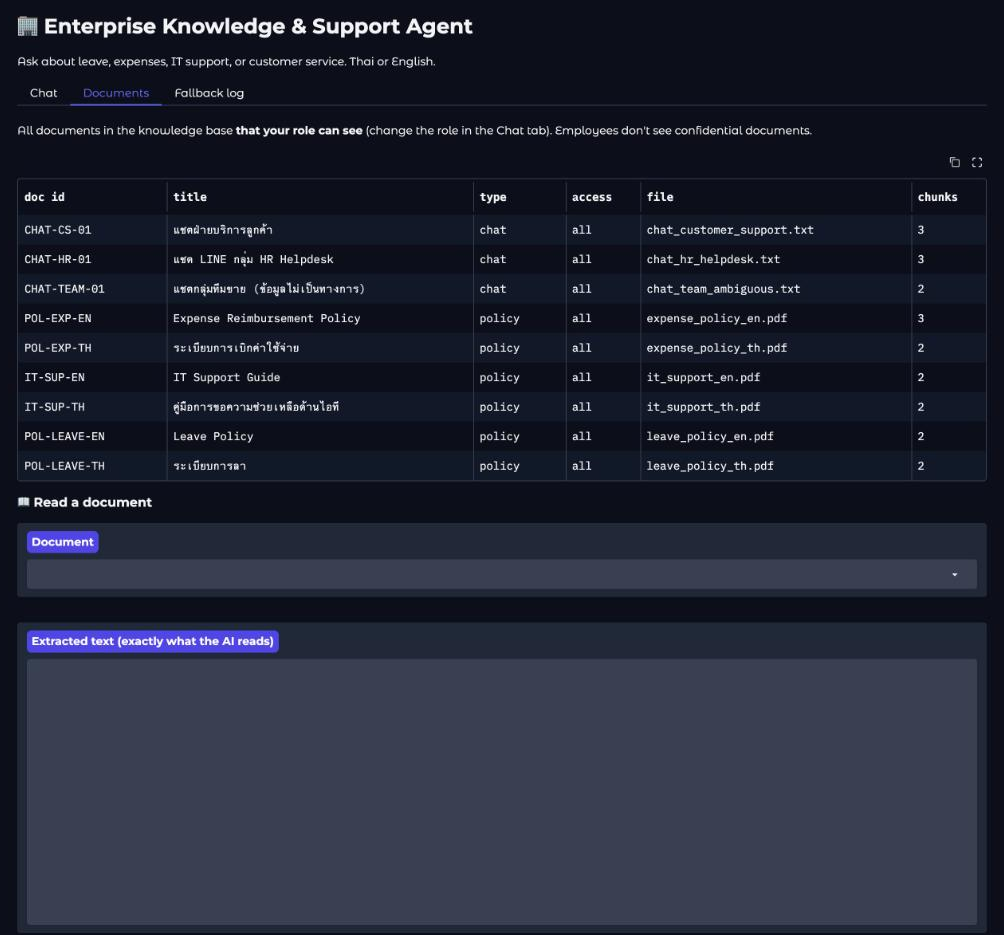 🏢 Enterprise Knowledge & Support Agent
Ask about leave, expenses, IT support, or customer service. Thai or English.
Chat Documents Fallback log
All documents in the knowledge base that your role can see (change the role in the Chat tab). Employees don't see confidential documents.
doc id title type access file chunks
CHAT-CS-01 แชตฝ่ายบริการลูกค้า chat all chat_customer_support.txt 3
CHAT-HR-01 แชต LINE กลุ่ม HR Helpdesk chat all chat_hr_helpdesk.txt 3
CHAT-TEAM-01 แชตกลุ่มทีมขาย (ข้อมูลไม่เป็นทางการ) chat all chat_team_ambiguous.txt 2
POL-EXP-EN Expense Reimbursement Policy policy all expense_policy_en.pdf 3
POL-EXP-TH ระเบียบการเบิกค่าใช้จ่าย policy all expense_policy_th.pdf 2
IT-SUP-EN IT Support Guide policy all it_support_en.pdf 2
IT-SUP-TH คู่มือการขอความช่วยเหลือด้านไอที policy all it_support_th.pdf 2
POL-LEAVE-EN Leave Policy policy all leave_policy_en.pdf 2
POL-LEAVE-TH ระเบียบการลา policy all leave_policy_th.pdf 2
📖 Read a document
Document
Extracted text (exactly what the AI reads)